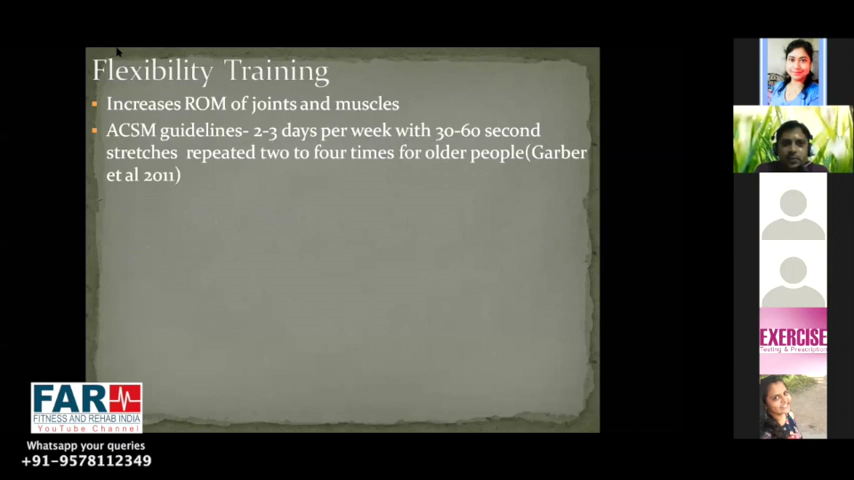 Flexibility Training
Increases ROM of joints and muscles
ACSM guidelines- 2-3 days per week with 30-60 second
stretches repeated two to four times for older people(Garber
et al 2011)
EXERCISE
Testing & Prescription
FAR
FITNESS AND REHAB INDIA
YouTube Channel
Whatsapp your queries
+91-9578112349